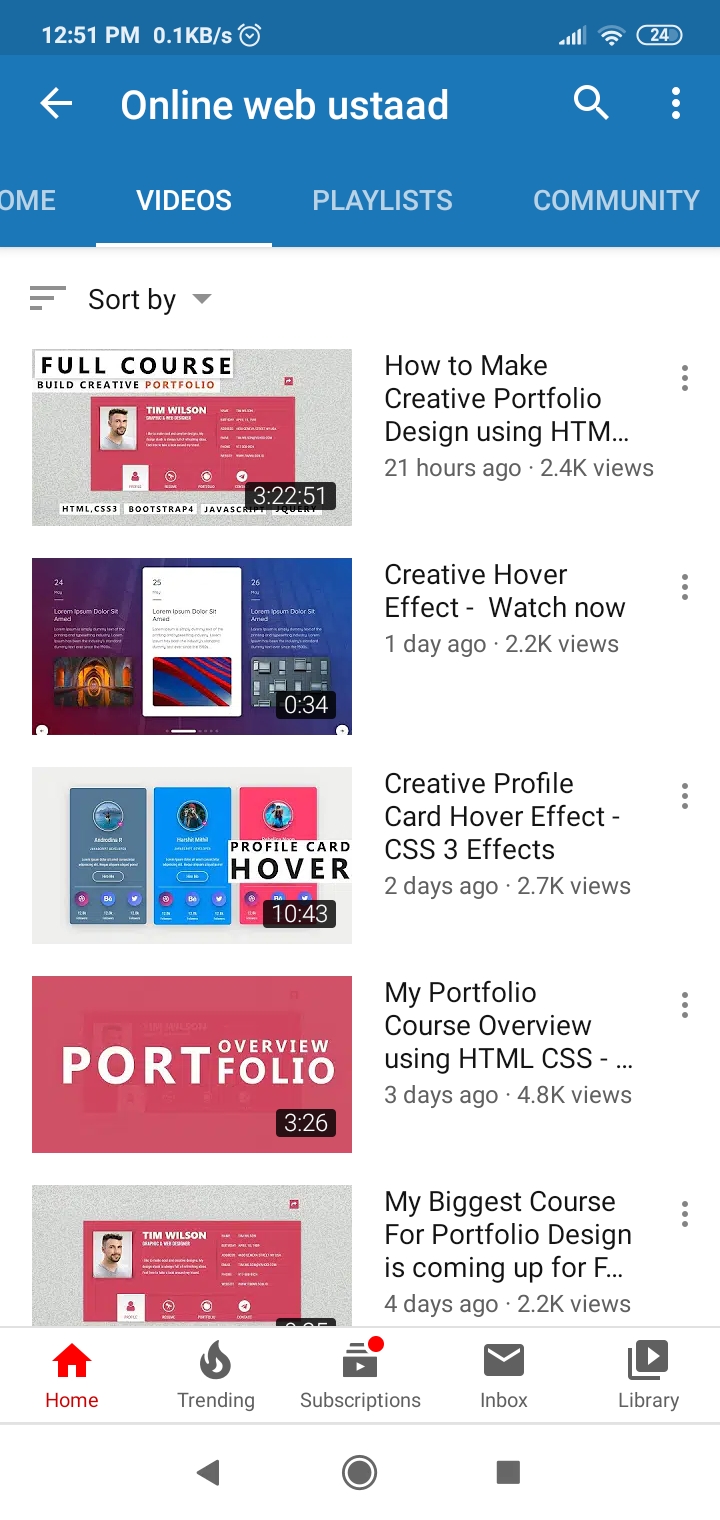 12:51 PM 0.1KB/s 24
Online web ustaad
OME VIDEOS PLAYLISTS COMMUNITY
Sort by
FULL COURSE
BUILD CREATIVE PORTFOLIO
TIM WILSON
GRAPHIC & WEB DESIGNER
3:22:51
HTML,CSS3 BOOTSTRAP4 JAVASCRIPT JQUERY
How to Make
Creative Portfolio
Design using HTM...
21 hours ago · 2.4K views
24 25 26
May May May
Lorem Ipsum Dolor Sit
Amed
Lorem Ipsum Dolor Sit
Amed
Lorem Ipsum Dolor Sit
Amed
0:34
Creative Hover
Effect - Watch now
1 day ago · 2.2K views
PROFILE CARD
HOVER
10:43
Creative Profile
Card Hover Effect -
CSS 3 Effects
2 days ago · 2.7K views
OVERVIEW
PORTFOLIO
3:26
My Portfolio
Course Overview
using HTML CSS - ...
3 days ago · 4.8K views
TIM WILSON
GRAPHIC & WEB DESIGNER
My Biggest Course
For Portfolio Design
is coming up for F...
4 days ago · 2.2K views
Home Trending Subscriptions Inbox Library